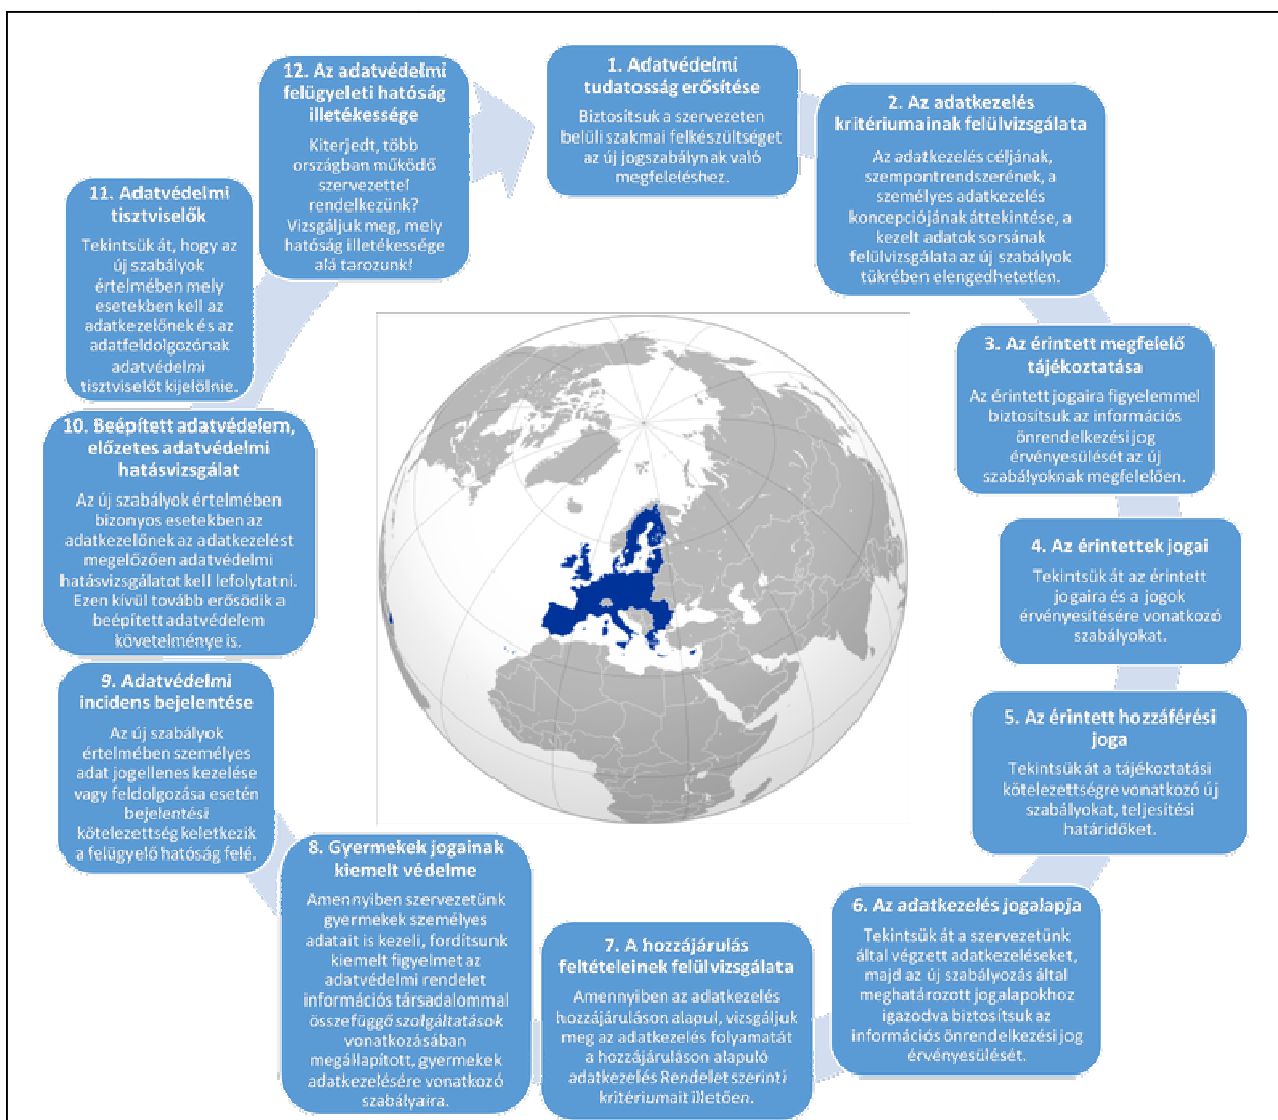 1. Adatvédelmi
tudatosság erősítése
Biztosítsuk a szervezeten
belüli szakmai felkészültséget
az új jogszabálynak való
megfeleléshez.
2. Az adatkezelés
kritériumainak felülvizsgálata
Az adatkezelés céljának,
szempontrendszerének, a
személyes adatkezelés
koncepciójának áttekintése, a
kezelt adatok sorsának
felülvizsgálata az új szabályok
tükrében elengedhetetlen.
3. Az érintett megfelelő
tájékoztatása
Az érintett jogaira figyelemmel
biztosítsuk az információs
önrendelkezési jog
érvényesülését az új
szabályoknak megfelelően.
4. Az érintettek jogai
Tekintsük át az érintett
jogaira és a jogok
érvényesítésére vonatkozó
szabályokat.
5. Az érintett hozzáférési
joga
Tekintsük át a tájékoztatási
kötelezettségre vonatkozó új
szabályokat, teljesítési
határidőket.
6. Az adatkezelés jogalapja
Tekintsük át a szervezetünk
által végzett adatkezeléseket,
majd az új szabályozás által
meghatározott jogalapokhoz
igazodva biztosítsuk az
információs önrendelkezési jog
érvényesülését.
7. A hozzájárulás
feltételeinek felülvizsgálata
Amennyiben az adatkezelés
hozzájáruláson alapul, vizsgáljuk
meg az adatkezelés folyamatát
a hozzájáruláson alapuló
adatkezelés Rendelet szerinti
kritériumait illetően.
8. Gyermekek jogainak
kiemelt védelme
Amennyiben szervezetünk
gyermekek személyes
adatait is kezeli, fordítsunk
kiemelt figyelmet az
adatvédelmi rendelet
információs társadalommal
összefüggő szolgáltatások
vonatkozásában
megállapított, gyermekek
adatkezelésére vonatkozó
szabályaira.
9. Adatvédelmi
incidens bejelentése
Az új szabályok
értelmében személyes
adat jogellenes kezelése
vagy feldolgozása esetén
bejelentési
kötelezettség keletkezik
a felügyelő hatóság felé.
10. Beépített adatvédelem,
előzetes adatvédelmi
hatásvizsgálat
Az új szabályok értelmében
bizonyos esetekben az
adatkezelőnek az adatkezelést
megelőzően adatvédelmi
hatásvizsgálatot kell lefolytatni.
Ezen kívül tovább erősödik a
beépített adatvédelem
követelménye is.
11. Adatvédelmi
tisztviselők
Tekintsük át, hogy az
új szabályok
értelmében mely
esetekben kell az
adatkezelőnek és az
adatfeldolgozónak
adatvédelmi
tisztviselőt kijelölnie.
12. Az adatvédelmi
felügyeleti hatóság
illetékessége
Kiterjedt, több
országban működő
szervezettel
rendelkezünk?
Vizsgáljuk meg, mely
hatóság illetékessége
alá tarozunk!